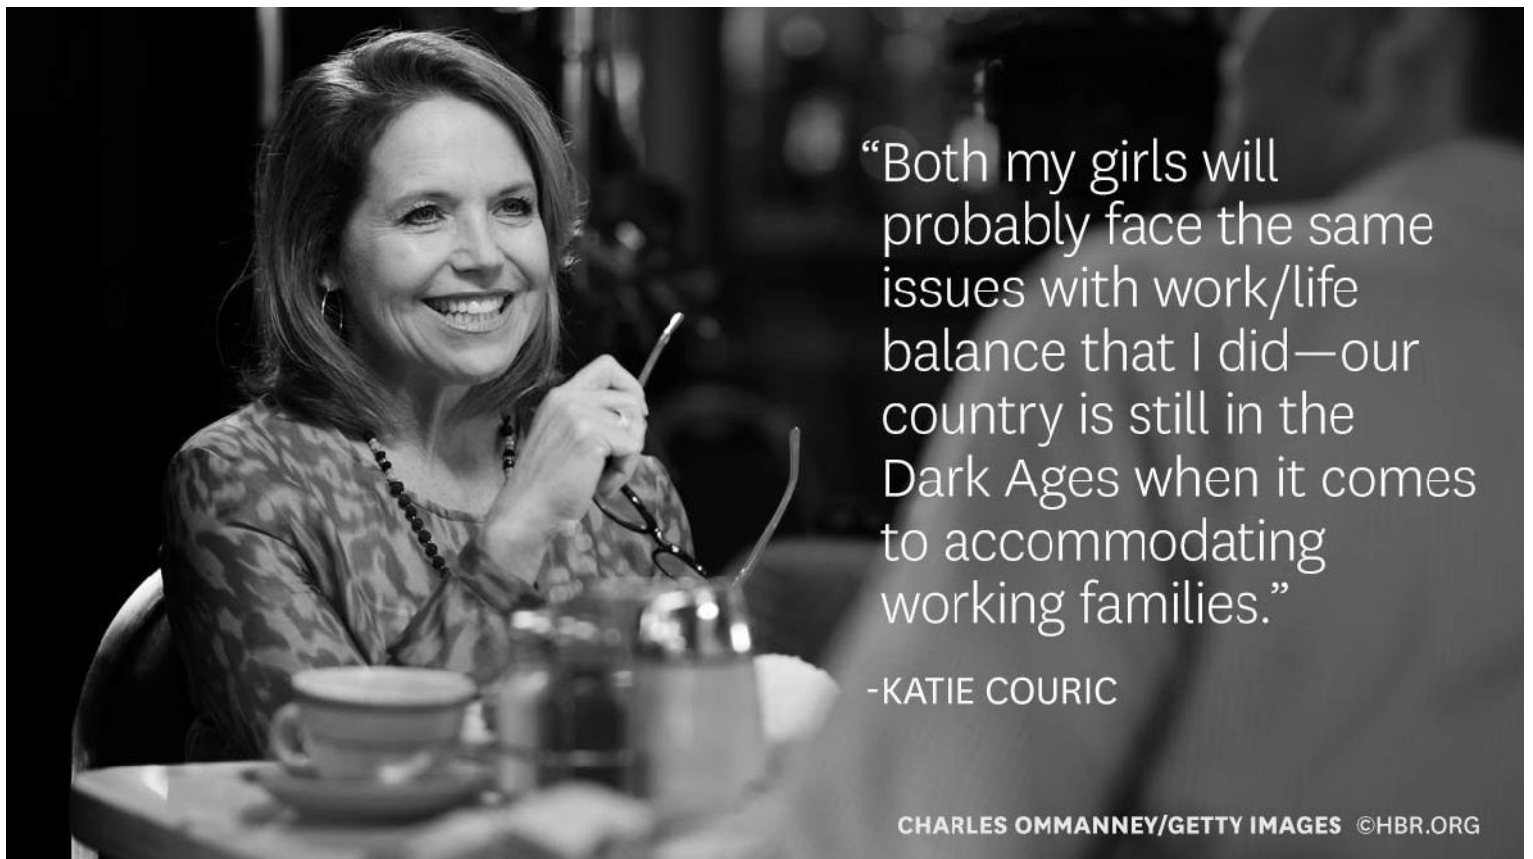 “Both my girls will
probably face the same
issues with work/life
balance that I did—our
country is still in the
Dark Ages when it comes
to accommodating
working families.”
-KATIE COURIC
CHARLES OMMANNEY/GETTY IMAGES ©HBR.ORG